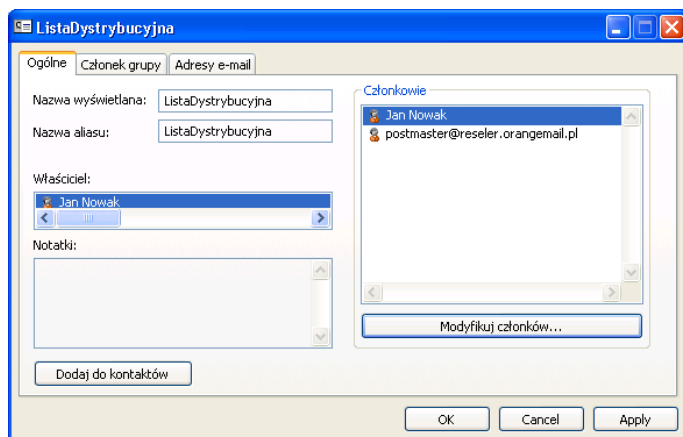 ListaDystrybucyjna
Ogólne Członek grupy Adresy e-mail
Nazwa wyświetlana: ListaDystrybucyjna
Nazwa aliasu: ListaDystrybucyjna
Właściciel:
Jan Nowak
Notatki:
Dodaj do kontaktów
Członkowie
Jan Nowak
postmaster@reseler.orangemail.pl
Modyfikuj członków...
OK Cancel Apply